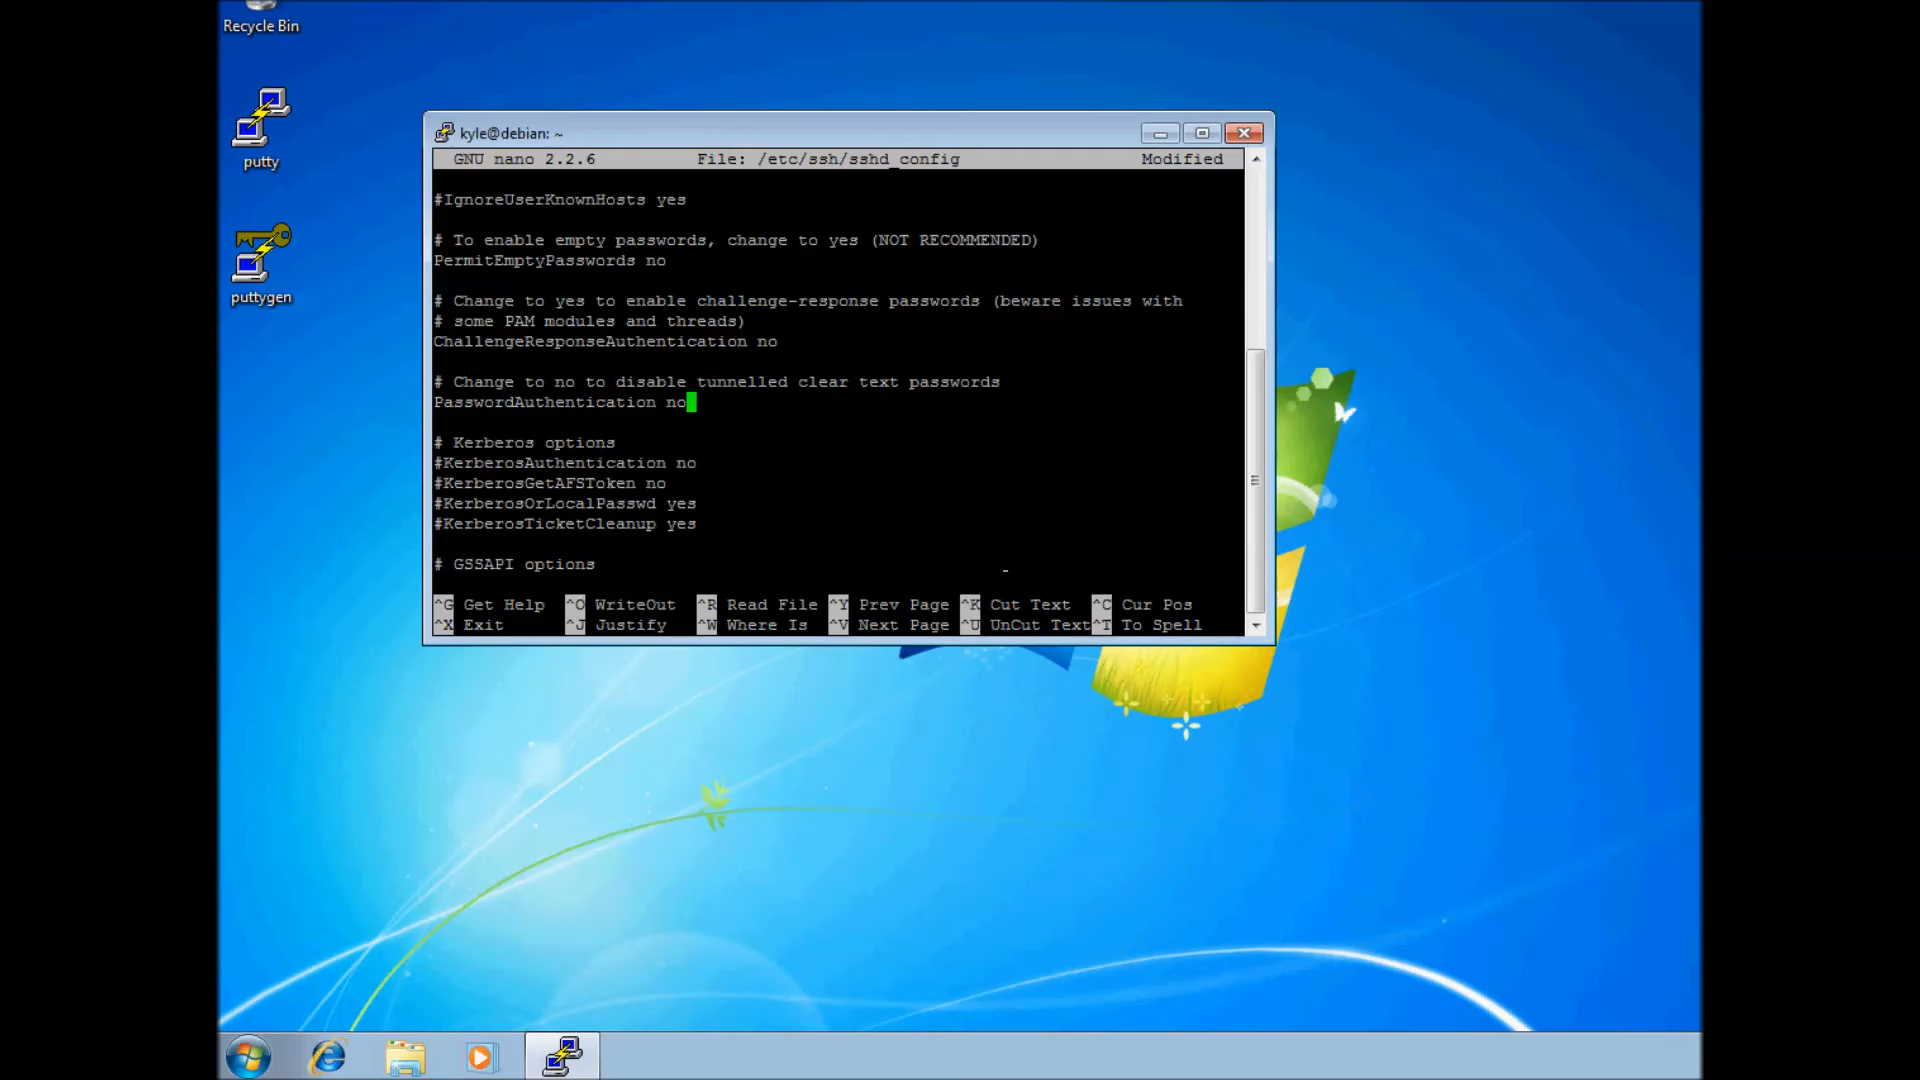 Recycle Bin
putty
puttygen
kyle@debian: ~
GNU nano 2.2.6 File: /etc/ssh/sshd_config Modified
#IgnoreUserKnownHosts yes
# To enable empty passwords, change to yes (NOT RECOMMENDED)
PermitEmptyPasswords no
# Change to yes to enable challenge-response passwords (beware issues with
# some PAM modules and threads)
ChallengeResponseAuthentication no
# Change to no to disable tunnelled clear text passwords
PasswordAuthentication no
# Kerberos options
#KerberosAuthentication no
#KerberosGetAFSToken no
#KerberosOrLocalPasswd yes
#KerberosTicketCleanup yes
# GSSAPI options
^G Get Help ^O WriteOut ^R Read File ^Y Prev Page ^K Cut Text ^C Cur Pos
^X Exit ^J Justify ^W Where Is ^V Next Page ^U UnCut Text ^T To Spell